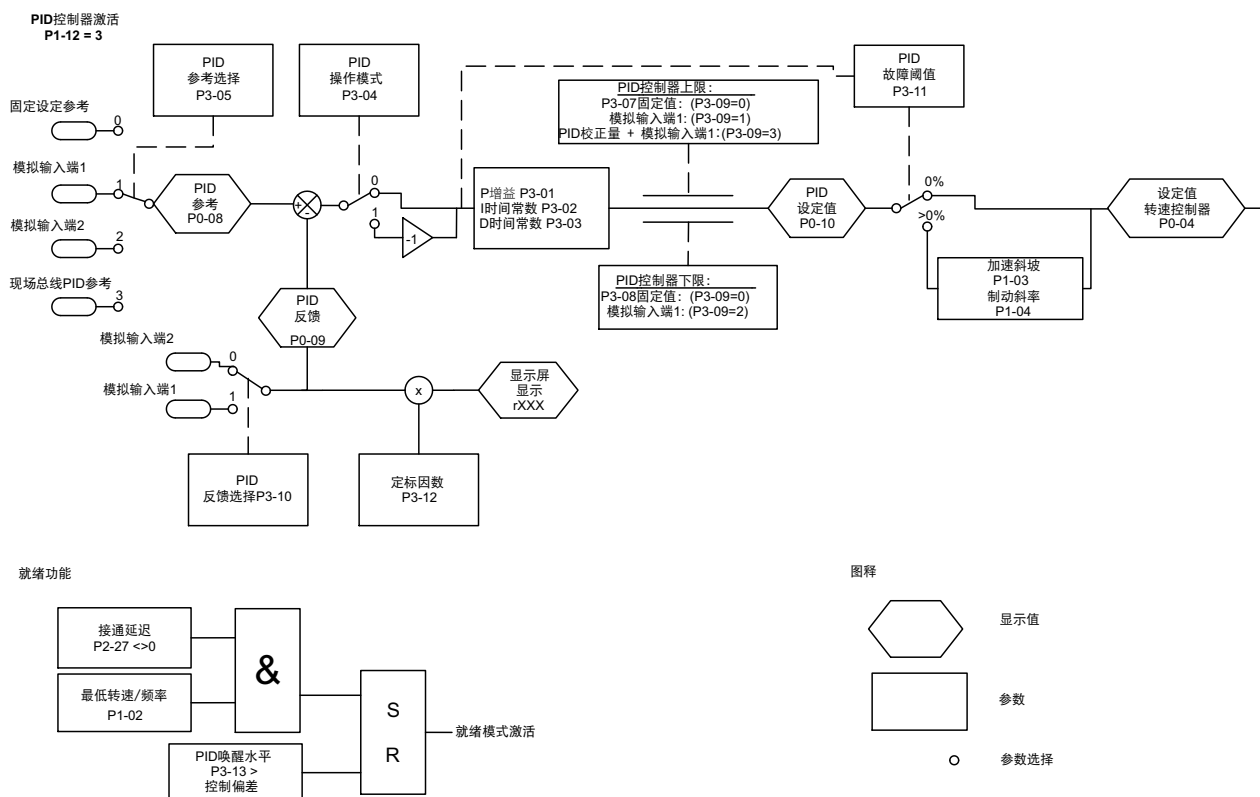 PID控制器激活
P1-12 = 3
PID
参考选择
P3-05
PID
操作模式
P3-04
PID
故障阈值
P3-11
PID控制器上限：
P3-07固定值：(P3-09=0)
模拟输入端1: (P3-09=1)
PID校正量 + 模拟输入端1:(P3-09=3)
固定设定参考
0
模拟输入端1
1
模拟输入端2
2
现场总线PID参考
3
PID
参考
P0-08
+
-
0
1
-1
P增益 P3-01
I时间常数 P3-02
D时间常数 P3-03
PID
设定值
P0-10
0%
>0%
设定值
转速控制器
P0-04
加速斜坡
P1-03
制动斜率
P1-04
PID控制器下限：
P3-08固定值：(P3-09=0)
模拟输入端1: (P3-09=2)
PID
反馈
P0-09
模拟输入端2
0
模拟输入端1
1
x
显示屏
显示
rXXX
PID
反馈选择P3-10
定标因数
P3-12
就绪功能
接通延迟
P2-27 <>0
最低转速/频率
P1-02
&
S
R
就绪模式激活
PID唤醒水平
P3-13 >
控制偏差
图释
显示值
参数
参数选择